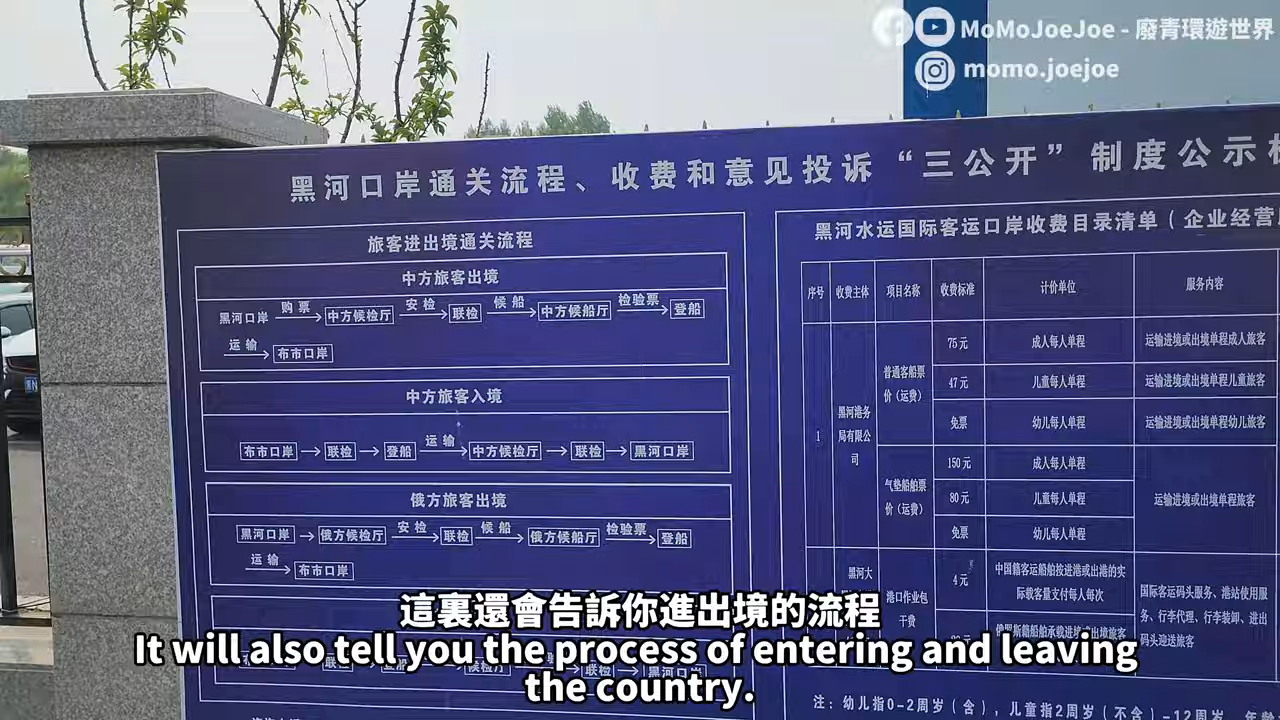 MoMoJoeJoe - 廢青環遊世界
momo.joejoe
黑河口岸通关流程、收费和意见投诉“三公开”制度公示
旅客进出境通关流程
中方旅客出境
黑河口岸 购票 中方候检厅 安检 联检 候船 中方候船厅 检验票 登船
运输 布市口岸
中方旅客入境
布市口岸 联检 登船 运输 中方候检厅 联检 黑河口岸
俄方旅客出境
黑河口岸 俄方候检厅 安检 联检 候船 俄方候船厅 检验票 登船
运输 布市口岸
黑河水运国际客运口岸收费目录清单（企业经营
序号 收费主体 项目名称 收费标准 计价单位 服务内容
1
黑河港务
局有限公
司
普通客船票
价（运费）
75元 成人每人单程 运输进境或出境单程成人旅客
47元 儿童每人单程 运输进境或出境单程儿童旅客
免票 幼儿每人单程 运输进境或出境单程幼儿旅客
气垫船舶票
价（运费）
150元 成人每人单程
80元 儿童每人单程
免票 幼儿每人单程
运输进境或出境单程旅客
黑河大
港口作业包
干费
4元
中国籍客运船舶按进港或出港的实
际载客量支付每人每次
俄罗斯籍船舶承载进境或出境旅客
国际客运码头服务、港站使用服
务、行李代理、行李装卸、进出
码头迎送旅客
注：幼儿指0-2周岁（含），儿童指2周岁（不含）-12周岁，年龄
這裏還會告訴你進出境的流程
It will also tell you the process of entering and leaving
the country.